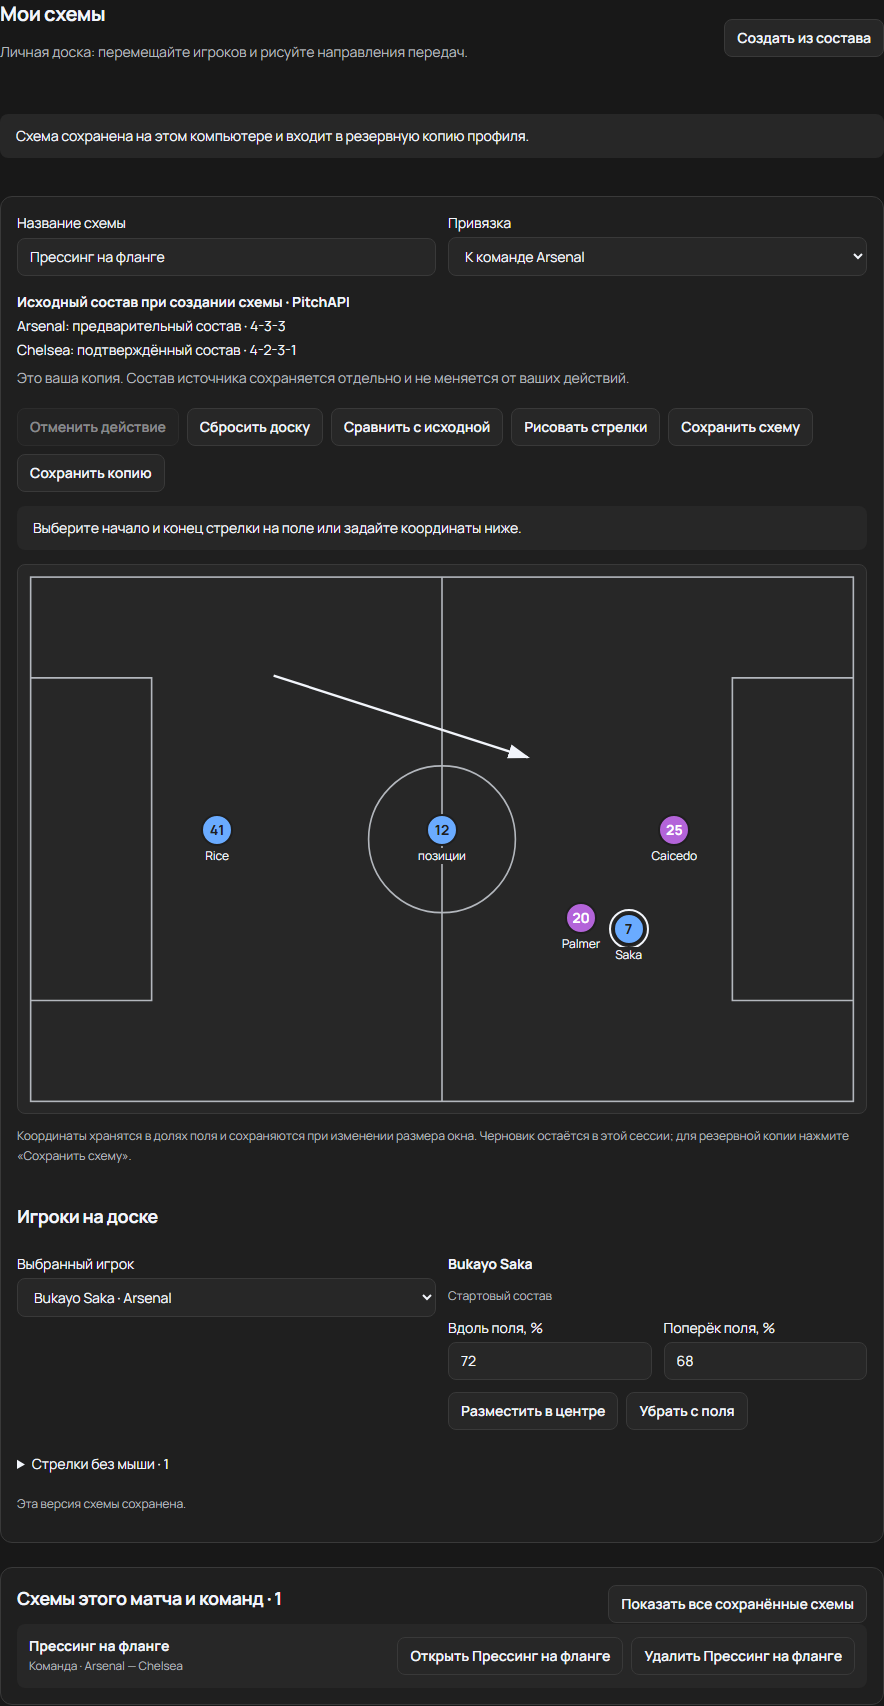 Мои схемы
Личная доска: перемещайте игроков и рисуйте направления передач.
Создать из состава
Схема сохранена на этом компьютере и входит в резервную копию профиля.
Название схемы
Привязка
Прессинг на фланге
К команде Arsenal
Исходный состав при создании схемы · PitchAPI
Arsenal: предварительный состав · 4-3-3
Chelsea: подтверждённый состав · 4-2-3-1
Это ваша копия. Состав источника сохраняется отдельно и не меняется от ваших действий.
Отменить действие
Сбросить доску
Сравнить с исходной
Рисовать стрелки
Сохранить схему
Сохранить копию
Выберите начало и конец стрелки на поле или задайте координаты ниже.
41
Rice
12
позиции
25
Caicedo
20
Palmer
7
Saka
Координаты хранятся в долях поля и сохраняются при изменении размера окна. Черновик остаётся в этой сессии; для резервной копии нажмите
«Сохранить схему».
Игроки на доске
Выбранный игрок
Bukayo Saka · Arsenal
Bukayo Saka
Стартовый состав
Вдоль поля, %
Поперёк поля, %
72
68
Разместить в центре
Убрать с поля
Стрелки без мыши · 1
Эта версия схемы сохранена.
Схемы этого матча и команд · 1
Показать все сохранённые схемы
Прессинг на фланге
Команда · Arsenal — Chelsea
Открыть Прессинг на фланге
Удалить Прессинг на фланге